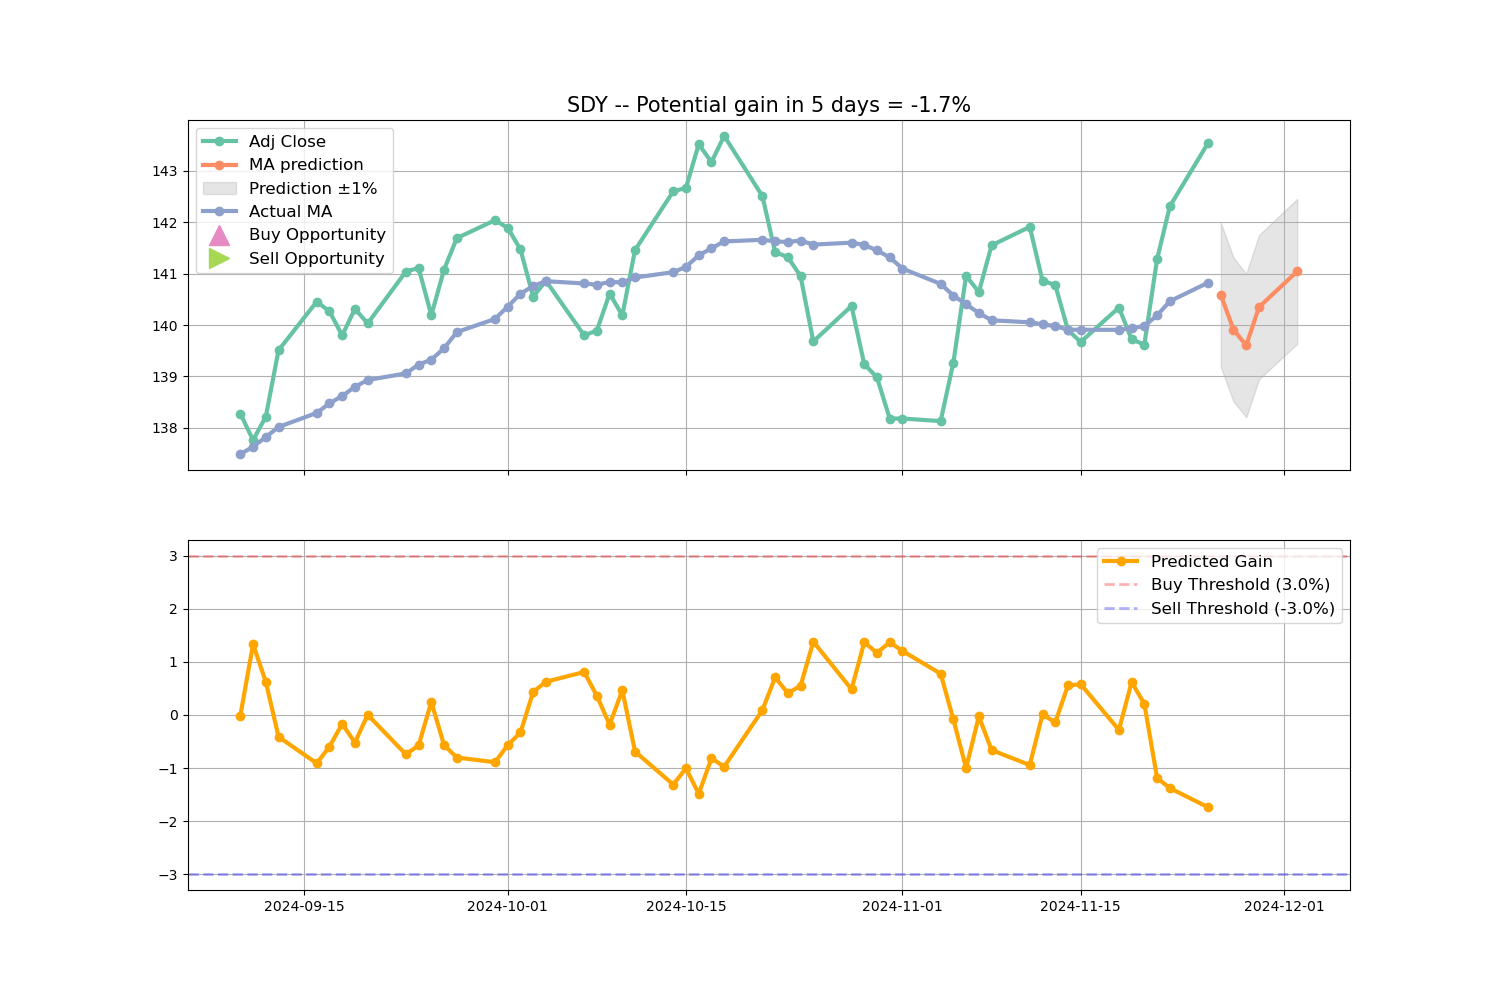 SDY -- Potential gain in 5 days = -1.7%
Adj Close
MA prediction
Prediction ±1%
Actual MA
Buy Opportunity
Sell Opportunity
143
142
141
140
139
138
Predicted Gain
Buy Threshold (3.0%)
Sell Threshold (-3.0%)
3
2
1
0
−1
−2
−3
2024-09-15
2024-10-01
2024-10-15
2024-11-01
2024-11-15
2024-12-01